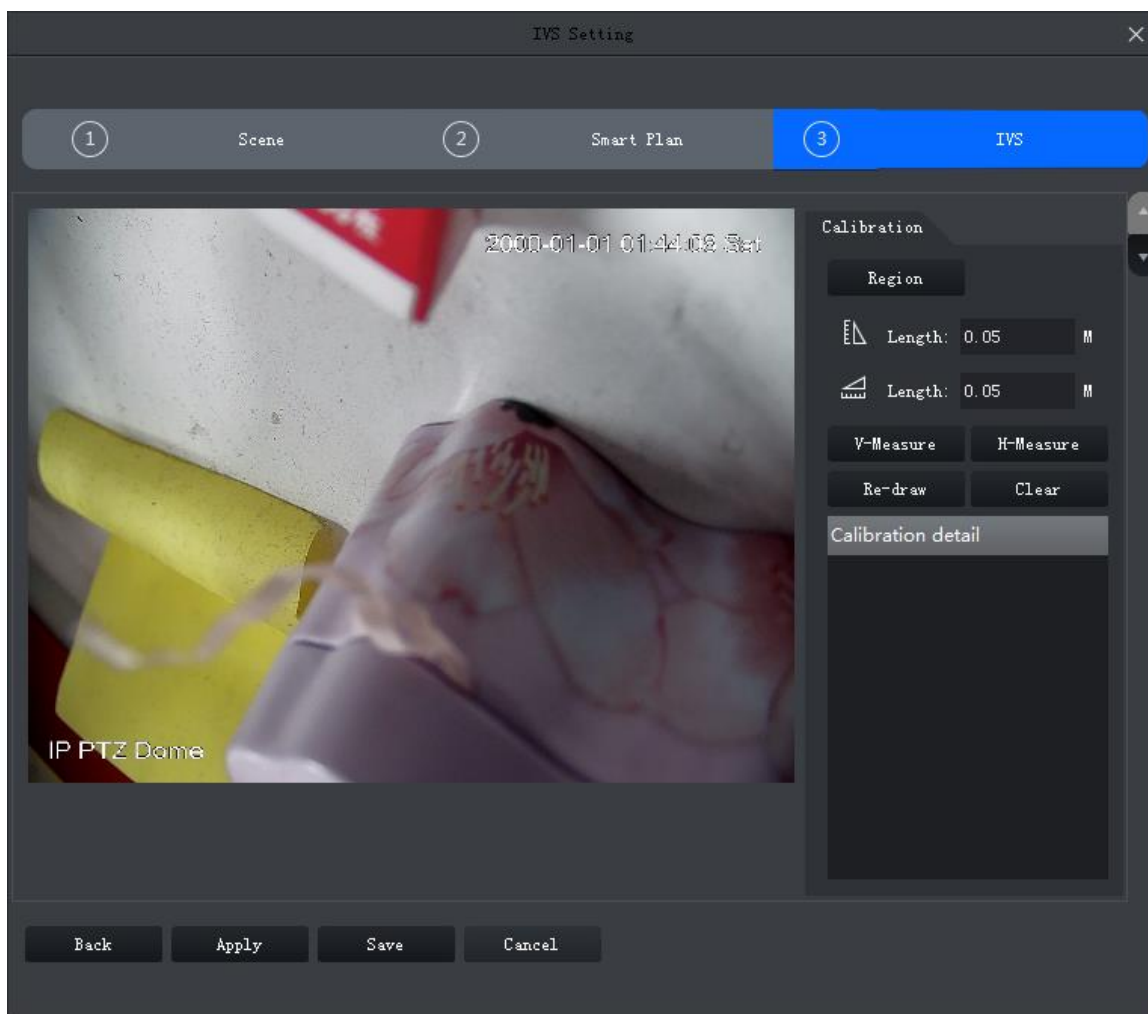 IVS Setting
1 Scene 2 Smart Plan 3 IVS
2000-01-01 01:44:08 Sat
IP PTZ Dome
Calibration
Region
Length: 0.05 M
Length: 0.05 M
V-Measure H-Measure
Re-draw Clear
Calibration detail
Back Apply Save Cancel